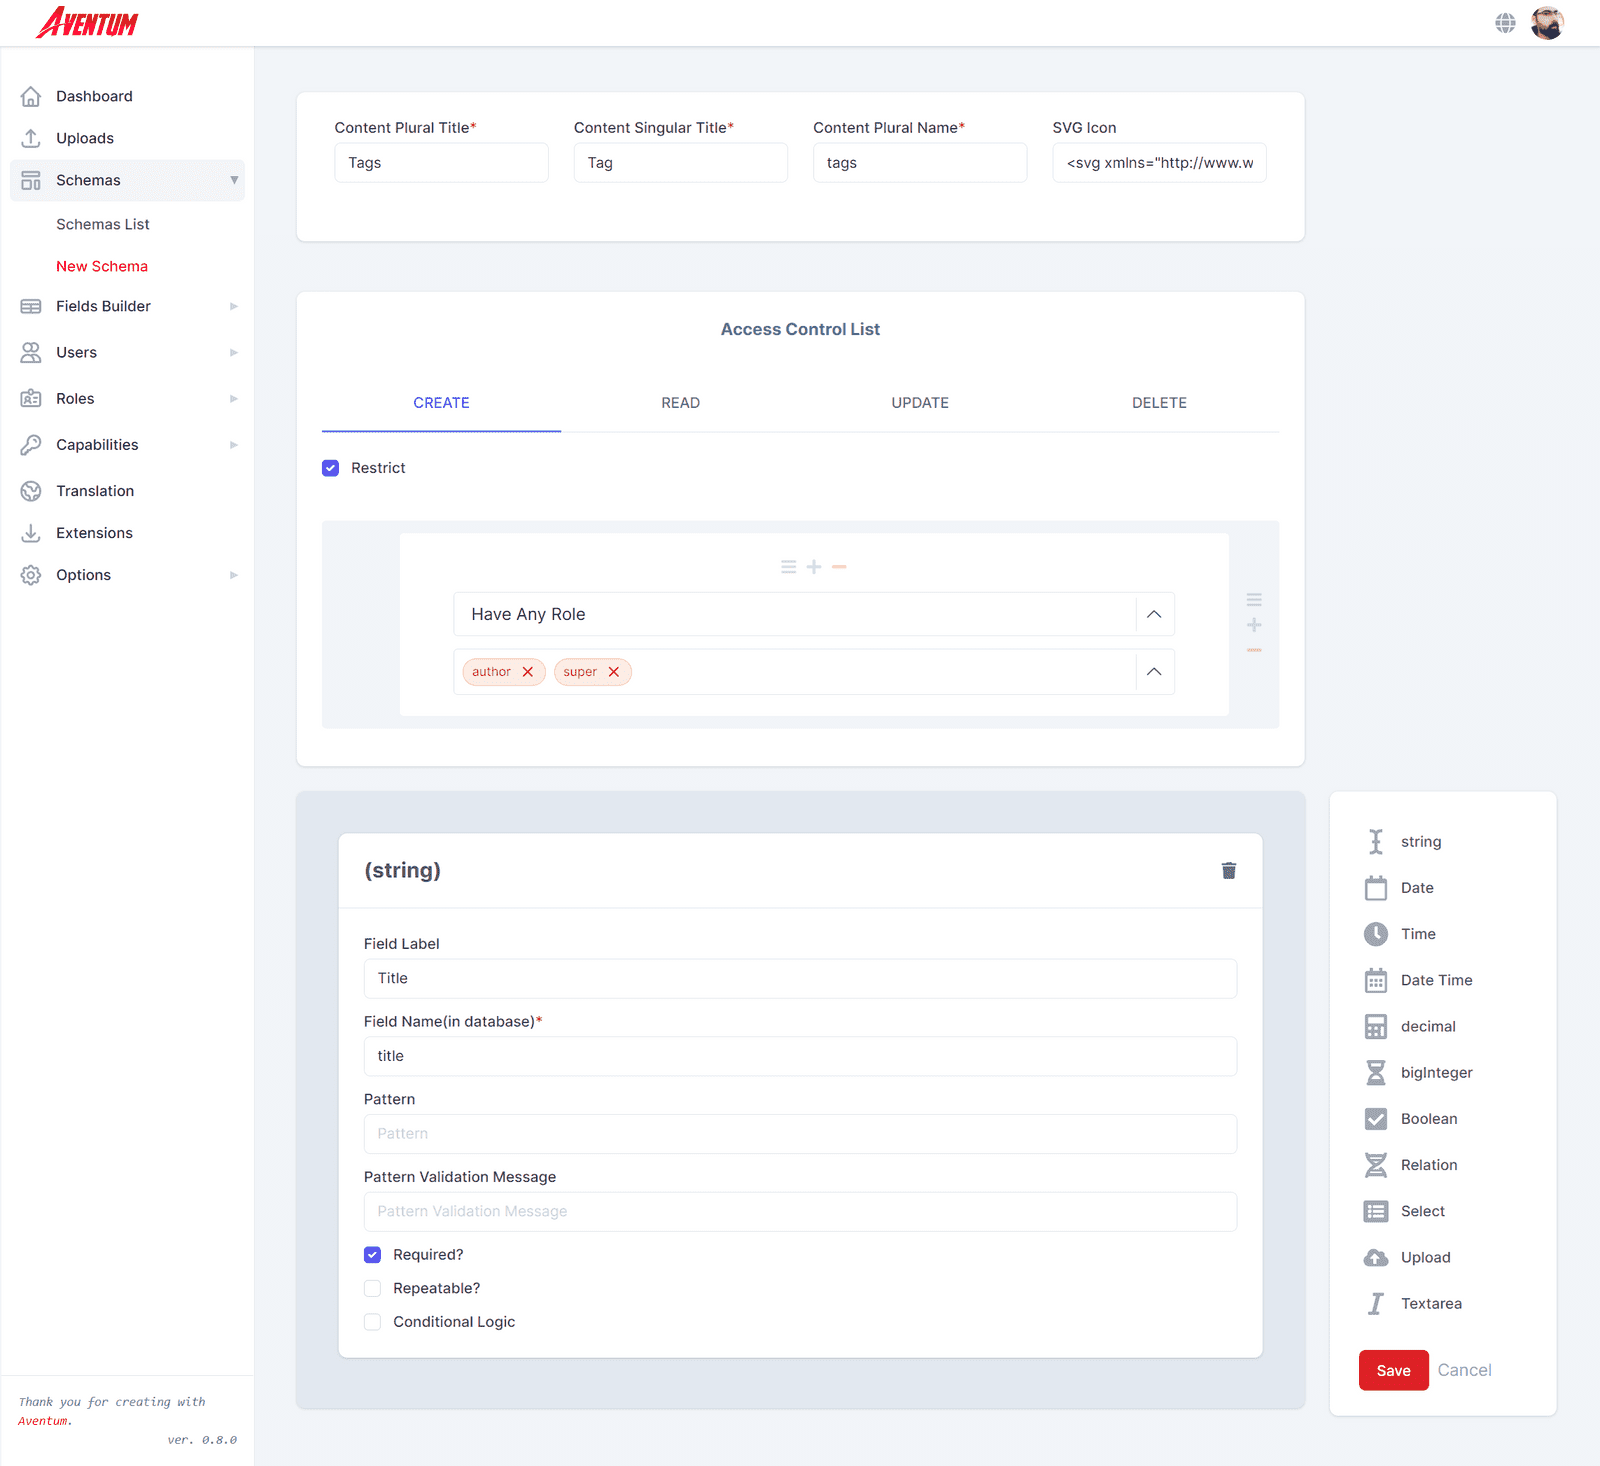 AVENTUM
Dashboard
Uploads
Schemas
Schemas List
New Schema
Fields Builder
Users
Roles
Capabilities
Translation
Extensions
Options
Thank you for creating with
Aventum.
ver. 0.8.0
Content Plural Title*
Content Singular Title*
Content Plural Name*
SVG Icon
Tags
Tag
tags
<svg xmlns="http://www.w
Access Control List
CREATE
READ
UPDATE
DELETE
Restrict
Have Any Role
author
super
(string)
Field Label
Title
Field Name(in database)*
title
Pattern
Pattern
Pattern Validation Message
Pattern Validation Message
Required?
Repeatable?
Conditional Logic
string
Date
Time
Date Time
decimal
bigInteger
Boolean
Relation
Select
Upload
Textarea
Save
Cancel